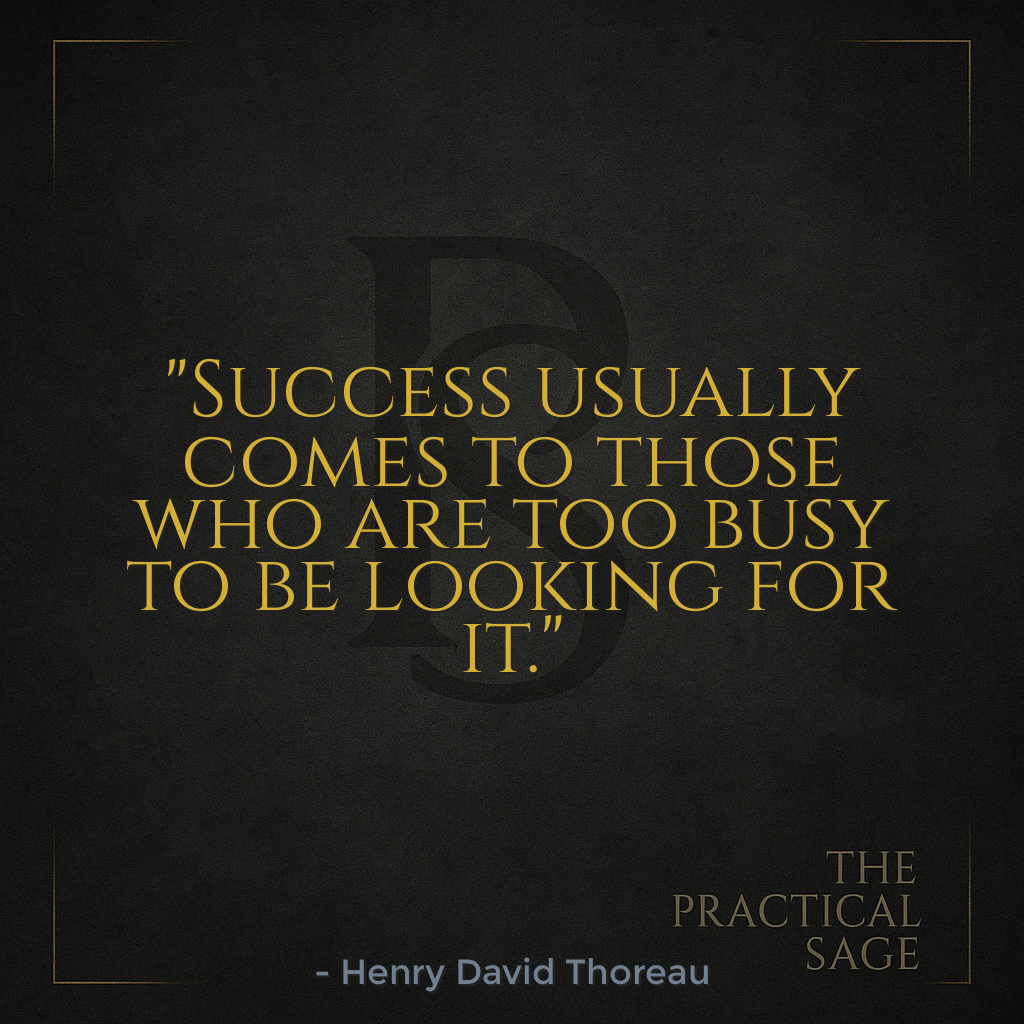 "Success usually
comes to those
who are too busy
to be looking for
it."
THE
PRACTICAL
SAGE
- Henry David Thoreau
PS